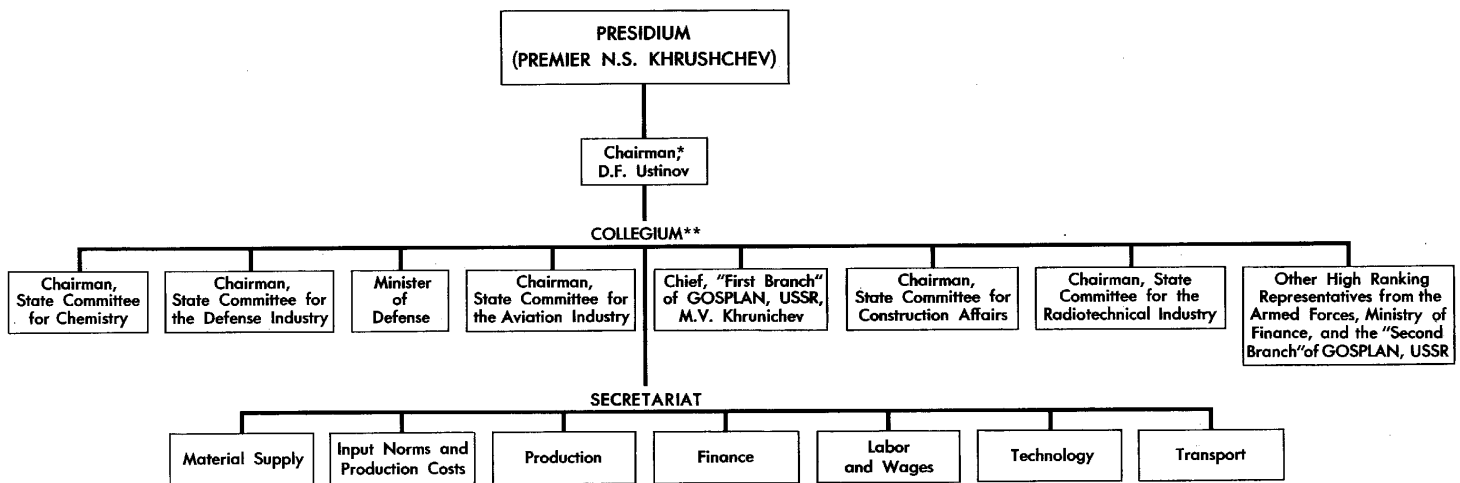 PRESIDIUM
(PREMIER N.S. KHRUSHCHEV)
Chairman,*
D.F. Ustinov
COLLEGIUM**
Chairman,
State Committee
for Chemistry
Chairman,
State Committee for
the Defense Industry
Minister
of
Defense
Chairman,
State Committee for
the Aviation Industry
Chief, "First Branch"
of GOSPLAN, USSR,
M.V. Khrunichev
Chairman,
State Committee for
Construction Affairs
Chairman, State
Committee for the
Radiotechnical Industry
Other High Ranking
Representatives from the
Armed Forces, Ministry of
Finance, and the "Second
Branch"of GOSPLAN, USSR
SECRETARIAT
Material Supply
Input Norms and
Production Costs
Production
Finance
Labor
and Wages
Technology
Transport